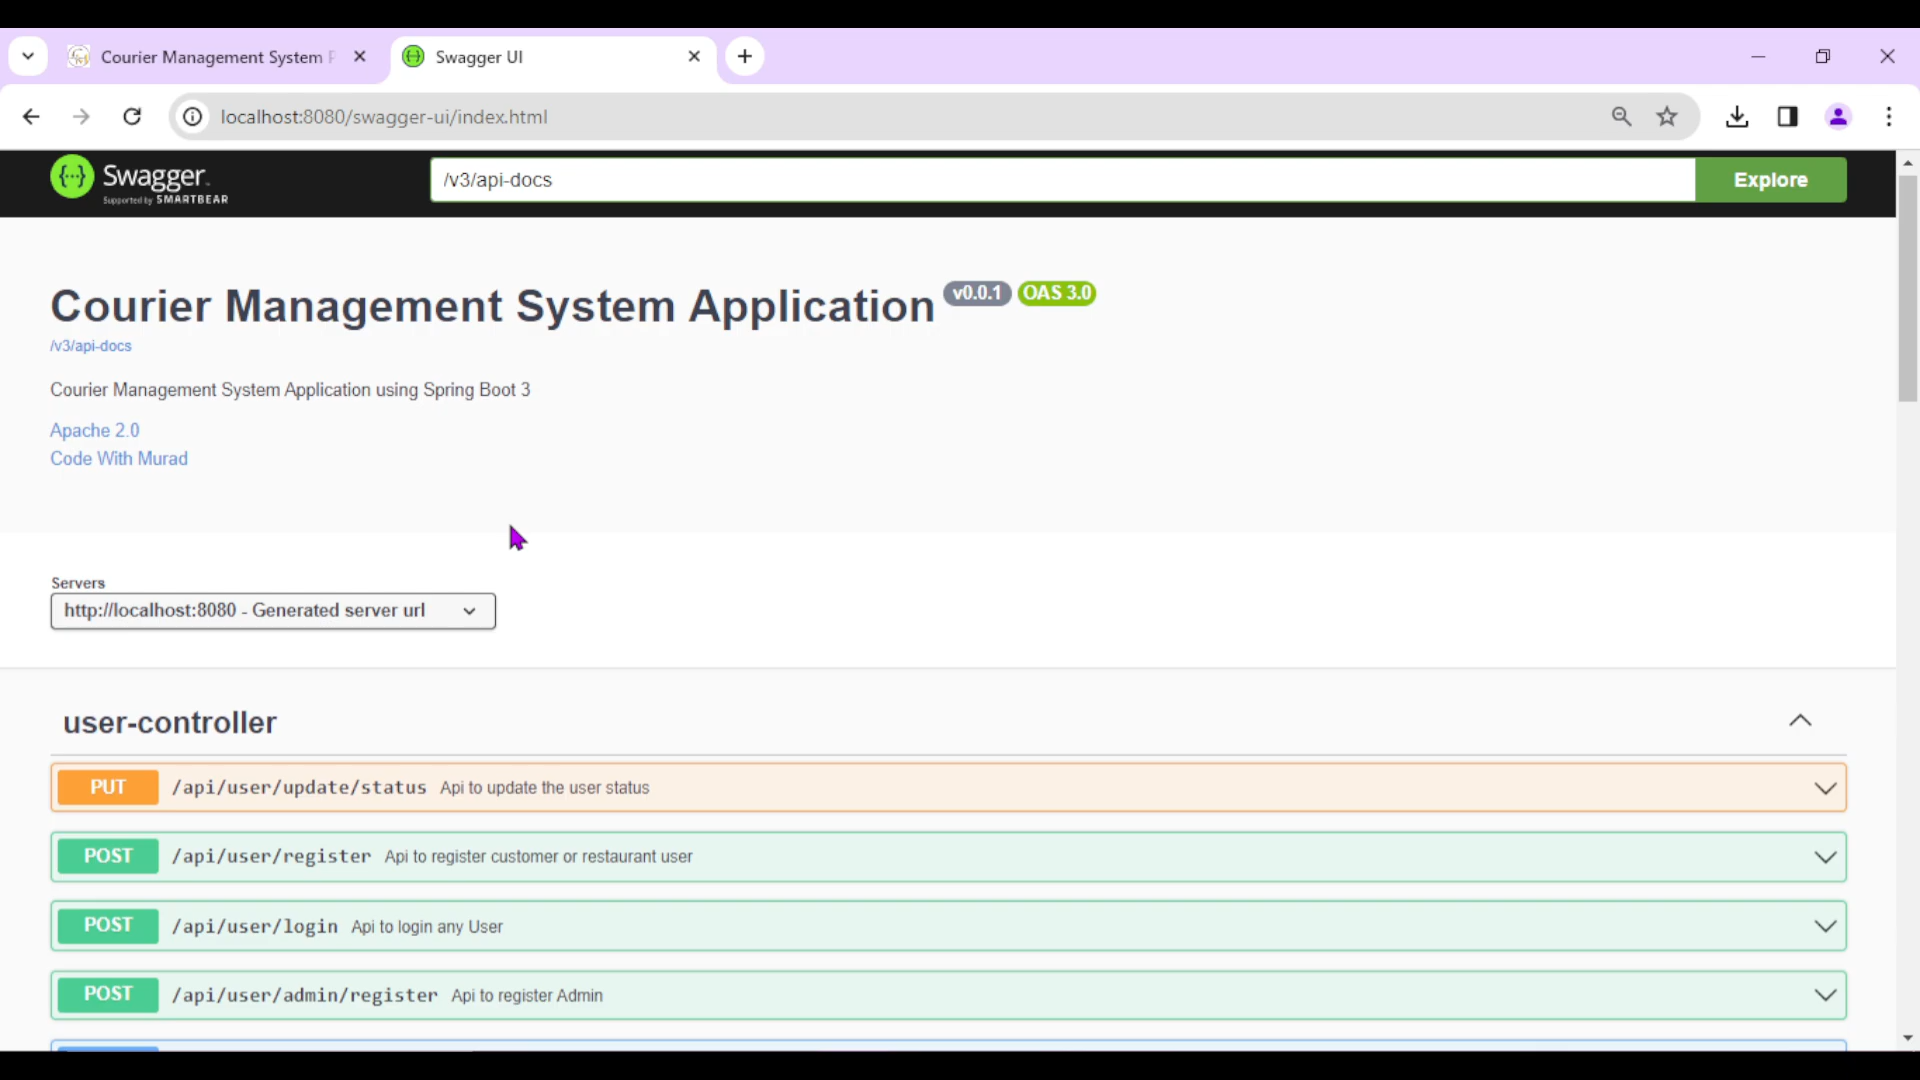 Courier Management System P
Swagger UI
localhost:8080/swagger-ui/index.html
Swagger.
Supported by SMARTBEAR
/v3/api-docs
Explore
Courier Management System Application v0.0.1 OAS 3.0
/v3/api-docs
Courier Management System Application using Spring Boot 3
Apache 2.0
Code With Murad
Servers
http://localhost:8080 - Generated server url
user-controller
PUT /api/user/update/status Api to update the user status
POST /api/user/register Api to register customer or restaurant user
POST /api/user/login Api to login any User
POST /api/user/admin/register Api to register Admin